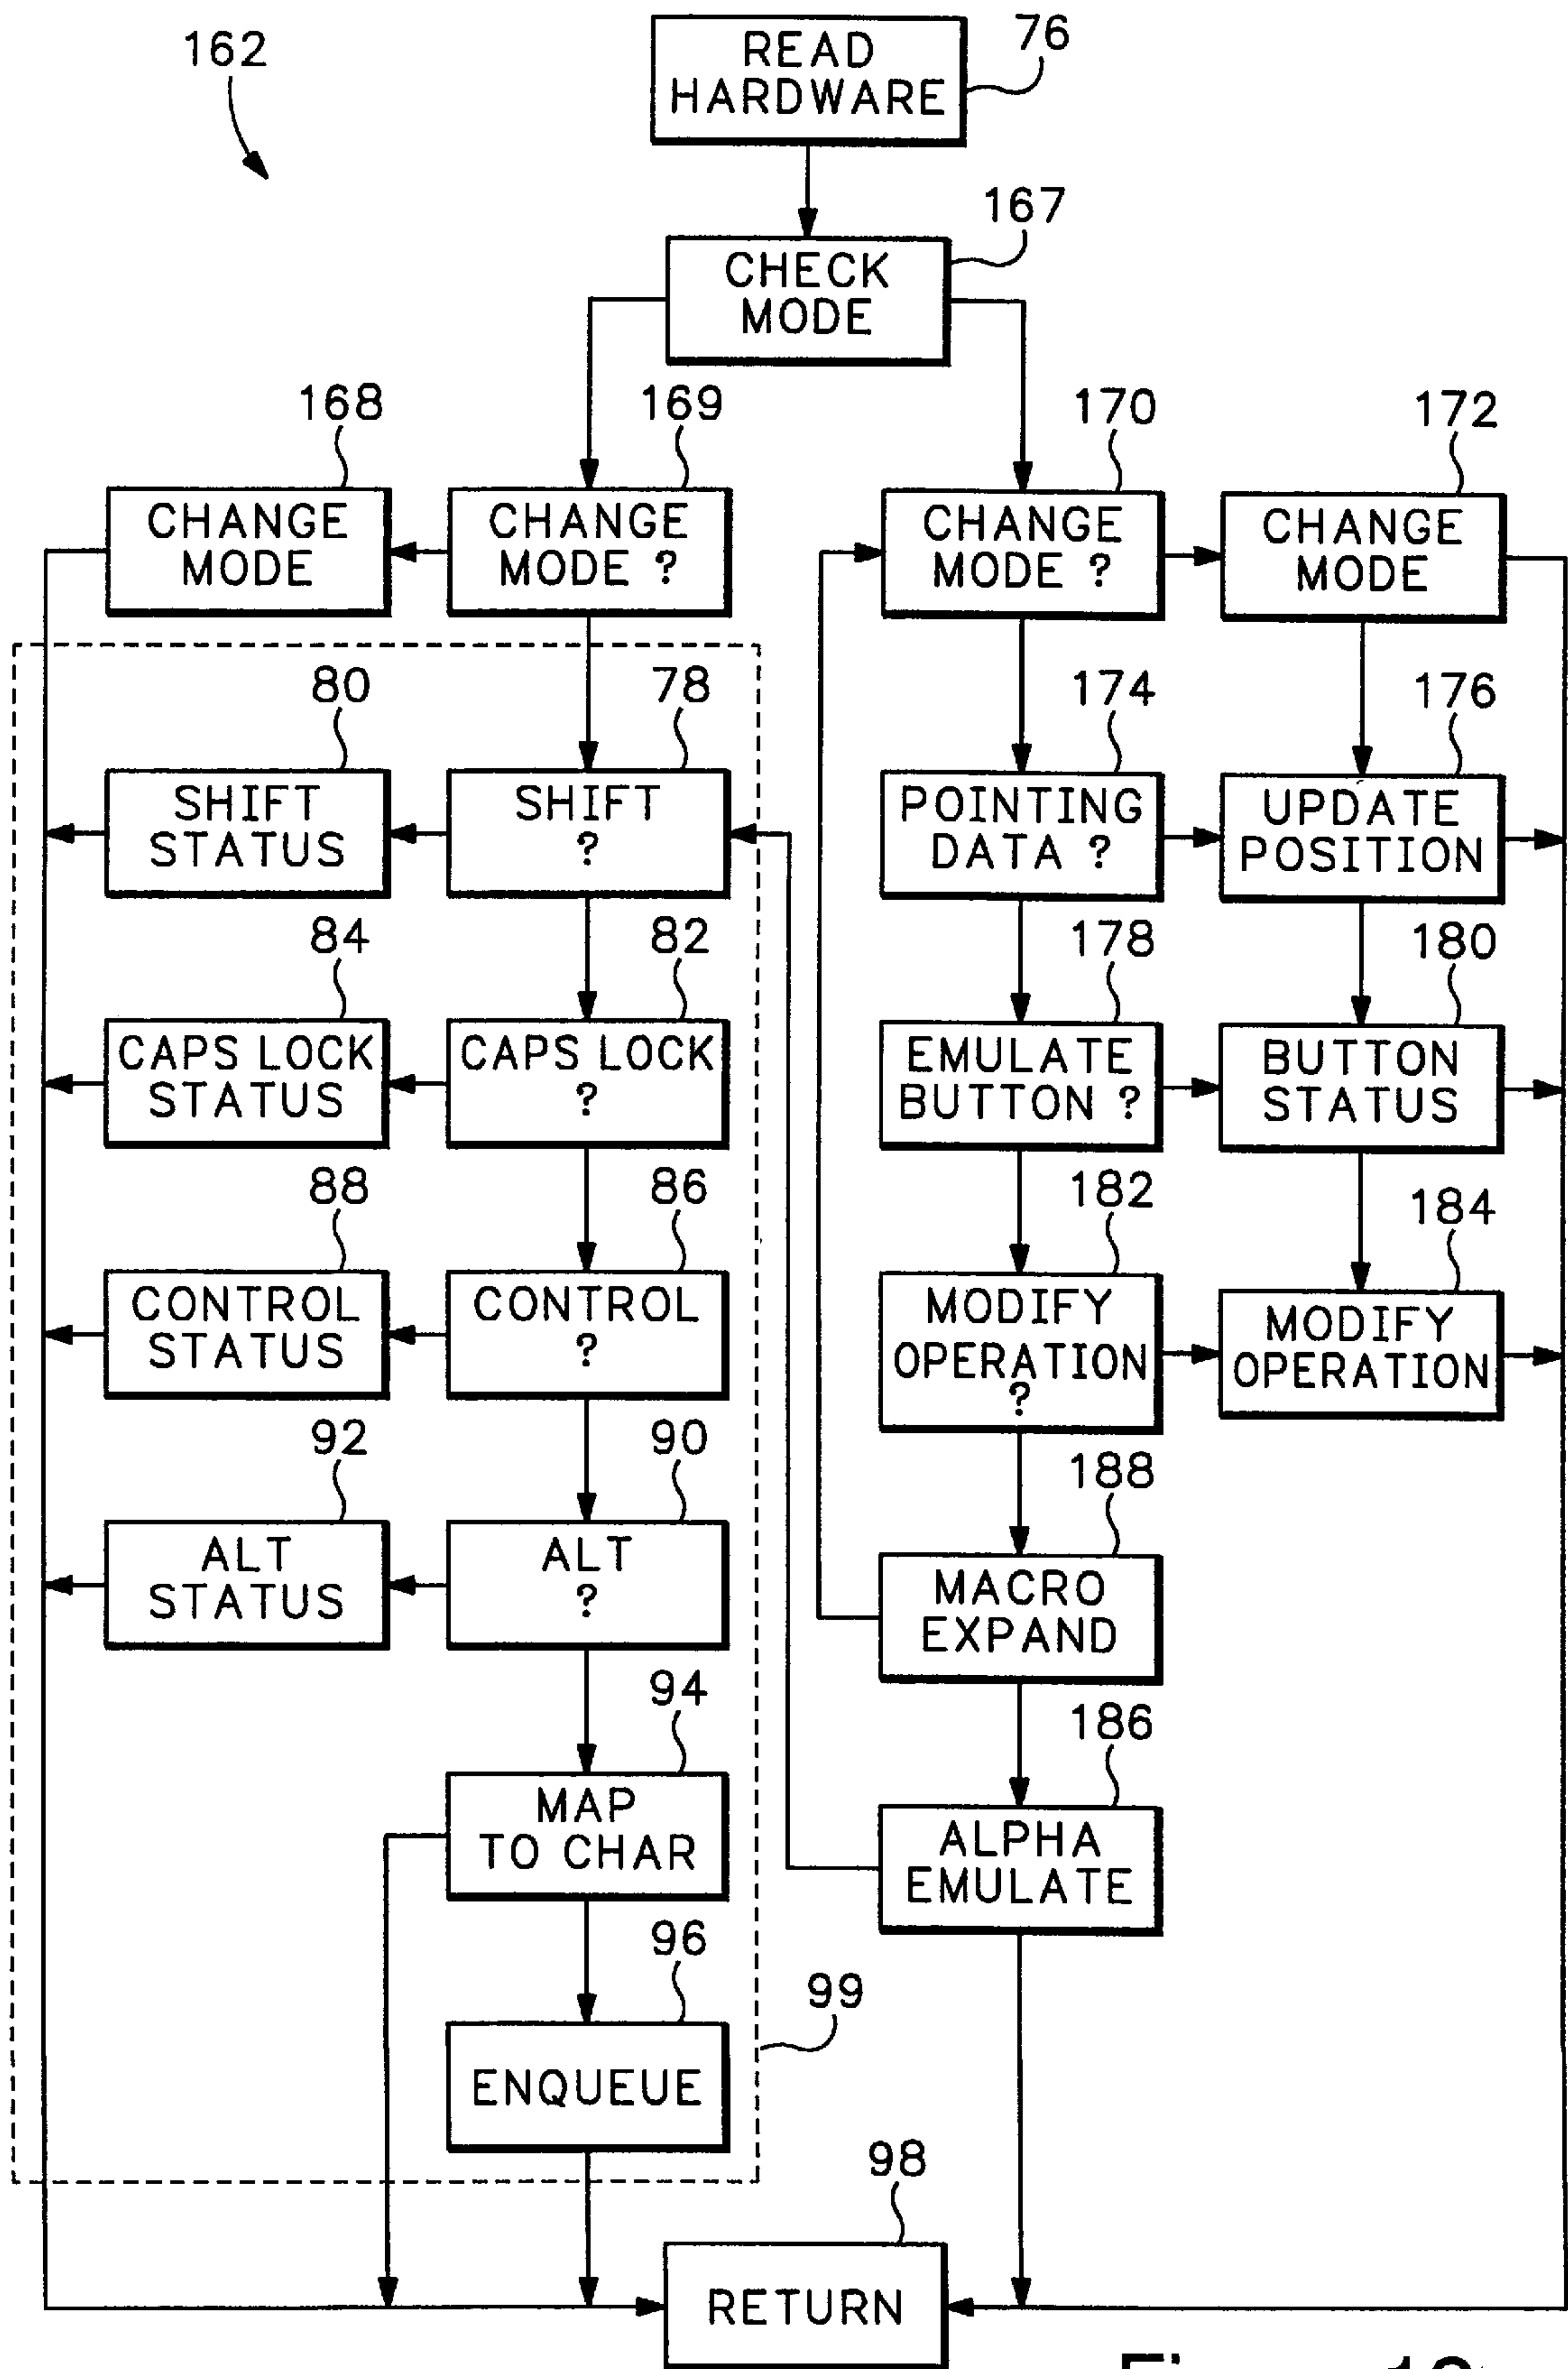 162
READ
HARDWARE
76
CHECK
MODE
167
168
169
170
172
CHANGE
MODE
CHANGE
MODE ?
CHANGE
MODE ?
CHANGE
MODE
80
78
174
176
SHIFT
STATUS
SHIFT
?
POINTING
DATA ?
UPDATE
POSITION
84
82
178
180
CAPS LOCK
STATUS
CAPS LOCK
?
EMULATE
BUTTON ?
BUTTON
STATUS
88
86
182
184
CONTROL
STATUS
CONTROL
?
MODIFY
OPERATION
?
MODIFY
OPERATION
92
90
188
ALT
STATUS
ALT
?
MACRO
EXPAND
94
186
MAP
TO CHAR
ALPHA
EMULATE
96
99
ENQUEUE
98
RETURN